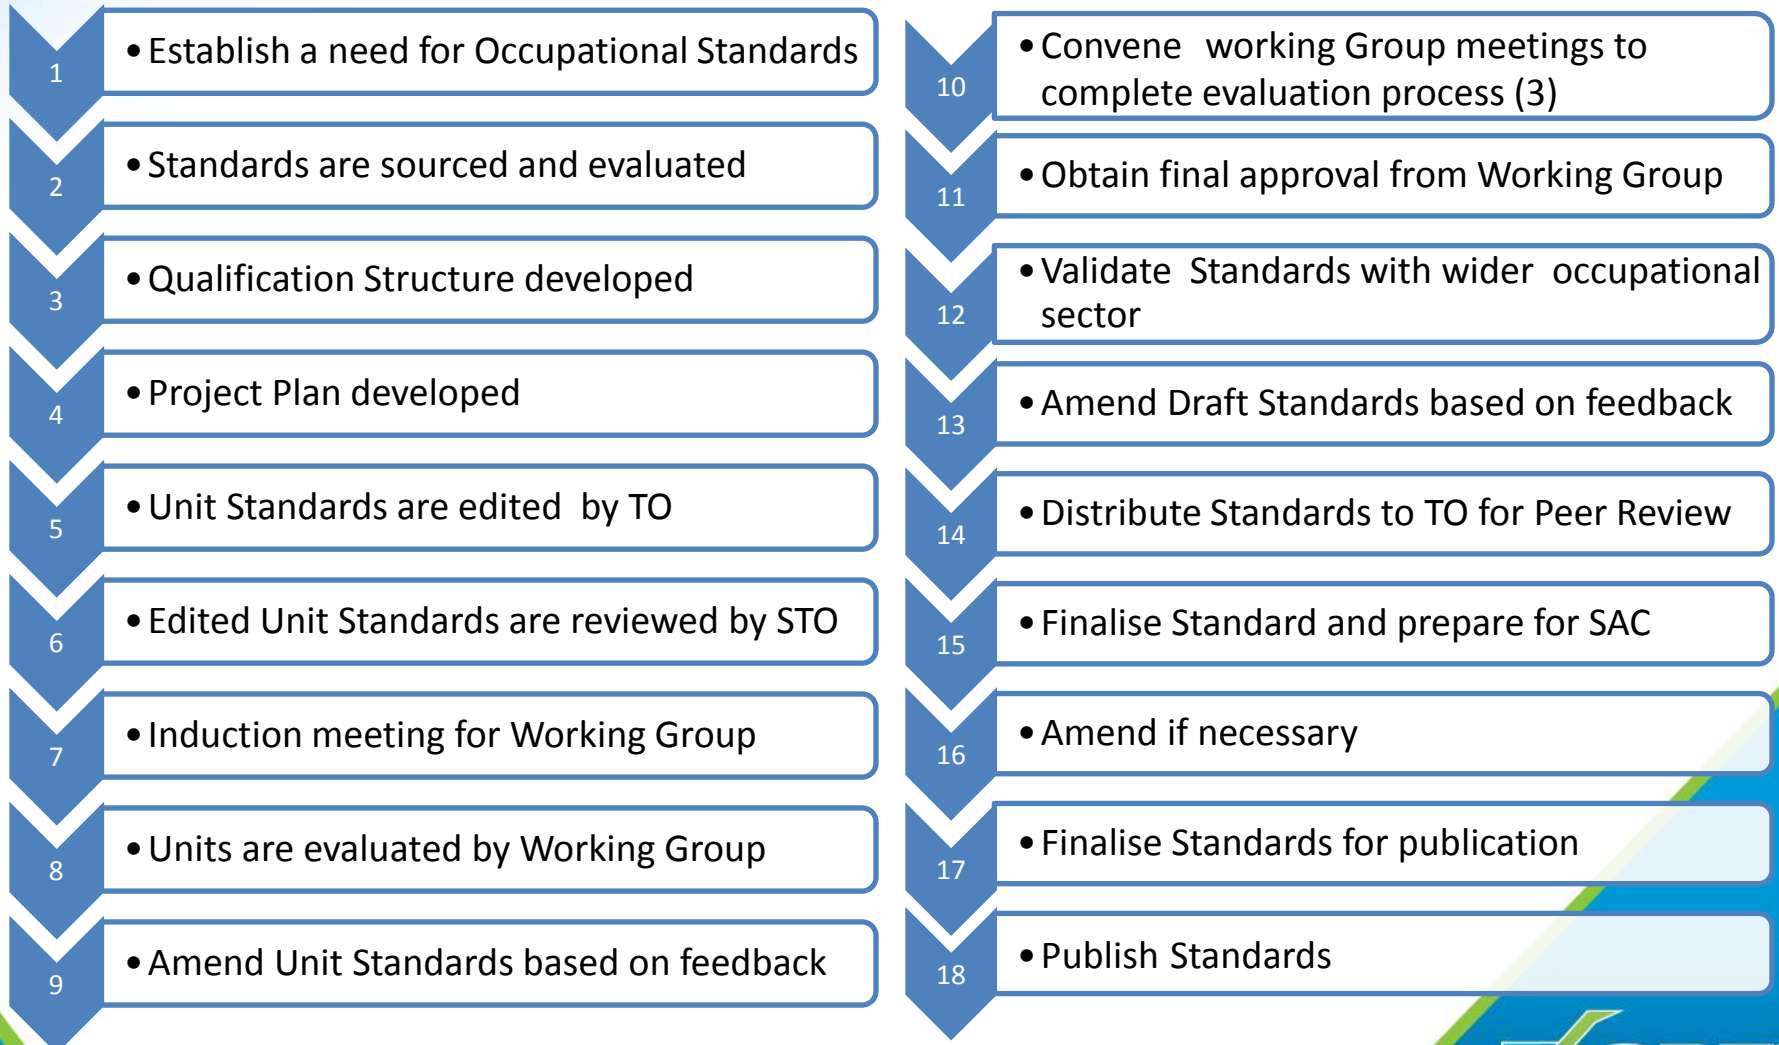 1
• Establish a need for Occupational Standards
2
• Standards are sourced and evaluated
3
• Qualification Structure developed
4
• Project Plan developed
5
• Unit Standards are edited by TO
6
• Edited Unit Standards are reviewed by STO
7
• Induction meeting for Working Group
8
• Units are evaluated by Working Group
9
• Amend Unit Standards based on feedback
10
• Convene working Group meetings to
complete evaluation process (3)
11
• Obtain final approval from Working Group
12
• Validate Standards with wider occupational
sector
13
• Amend Draft Standards based on feedback
14
• Distribute Standards to TO for Peer Review
15
• Finalise Standard and prepare for SAC
16
• Amend if necessary
17
• Finalise Standards for publication
18
• Publish Standards